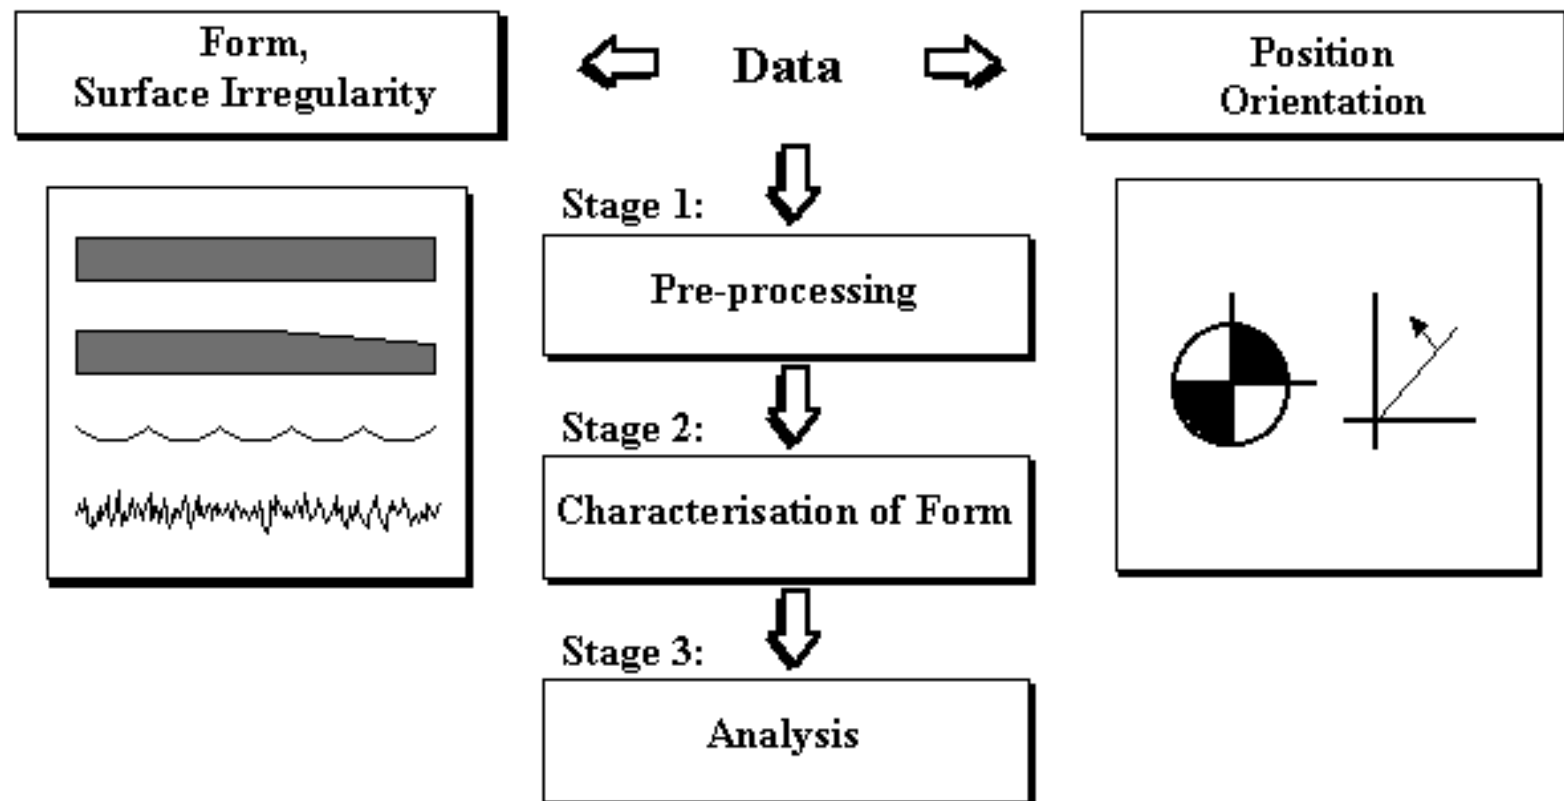 Form,
Surface Irregularity
Data
Position
Orientation
Stage 1:
Pre-processing
Stage 2:
Characterisation of Form
Stage 3:
Analysis